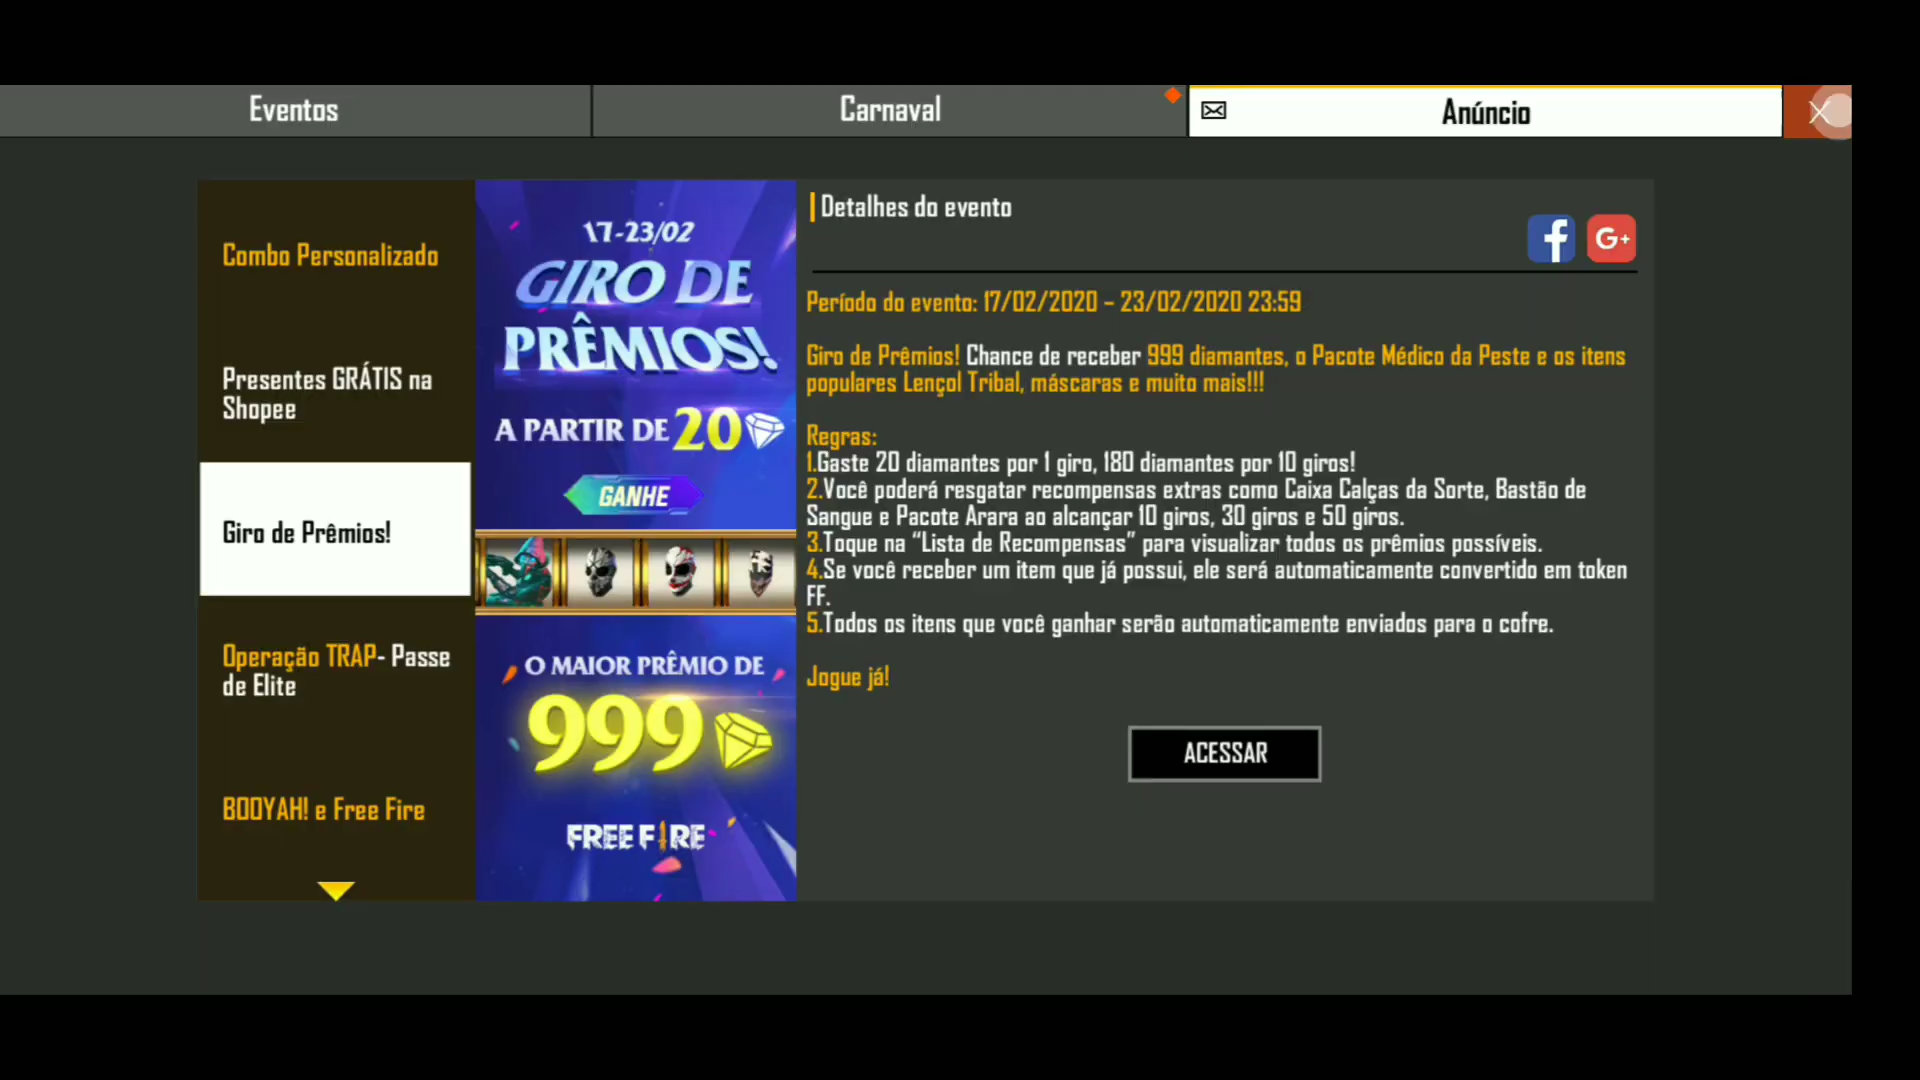 Eventos
Carnaval
Anúncio
X
Combo Personalizado
Presentes GRÁTIS na
Shopee
Giro de Prêmios!
Operação TRAP- Passe
de Elite
BOOYAH! e Free Fire
17-23/02
GIRO DE
PRÊMIOS!
A PARTIR DE 20
GANHE
O MAIOR PRÊMIO DE
999
FREE FIRE
Detalhes do evento
f
G+
Período do evento: 17/02/2020 – 23/02/2020 23:59
Giro de Prêmios! Chance de receber 999 diamantes, o Pacote Médico da Peste e os itens
populares Lençol Tribal, máscaras e muito mais!!!
Regras:
1.Gaste 20 diamantes por 1 giro, 180 diamantes por 10 giros!
2.Você poderá resgatar recompensas extras como Caixa Calças da Sorte, Bastão de
Sangue e Pacote Arara ao alcançar 10 giros, 30 giros e 50 giros.
3.Toque na “Lista de Recompensas” para visualizar todos os prêmios possíveis.
4.Se você receber um item que já possui, ele será automaticamente convertido em token
FF.
5.Todos os itens que você ganhar serão automaticamente enviados para o cofre.
Jogue já!
ACESSAR